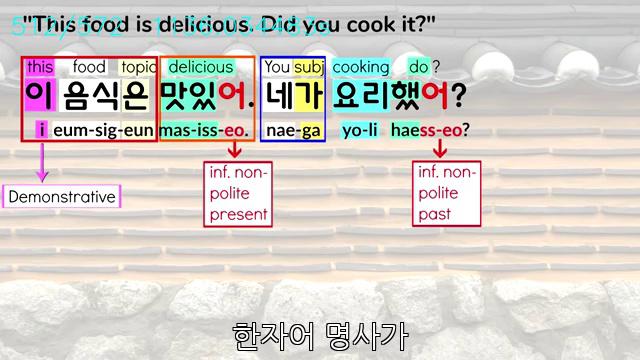 "This food is delicious. Did you cook it?"
this food topic delicious You subj cooking do ?
이 음식은 맛있어. 네가 요리했어?
i eum-sig-eun mas-iss-eo. nae-ga yo-li haess-eo?
Demonstrative
inf. non-
polite
present
inf. non-
polite
past
한자어 명사가